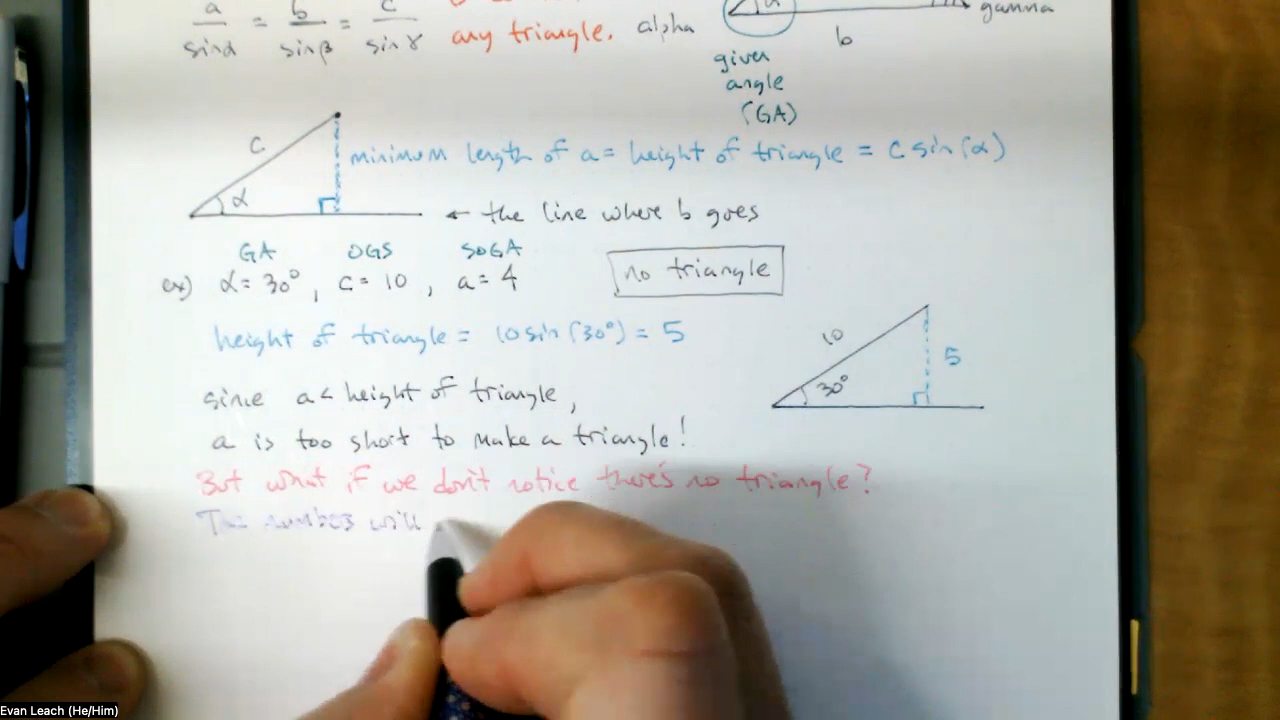 a/sinα = b/sinβ = c/sinγ
any triangle.
alpha
α
b
gamma
given
angle
(GA)
c
α
minimum length of a = height of triangle = c sin(α)
← the line where b goes
GA OGS SOGA
ex) α = 30°, c = 10, a = 4
no triangle
height of triangle = 10 sin(30°) = 5
10
30°
5
since a < height of triangle,
a is too short to make a triangle!
But what if we don't notice there's no triangle?
The numbers will
Evan Leach (He/Him)